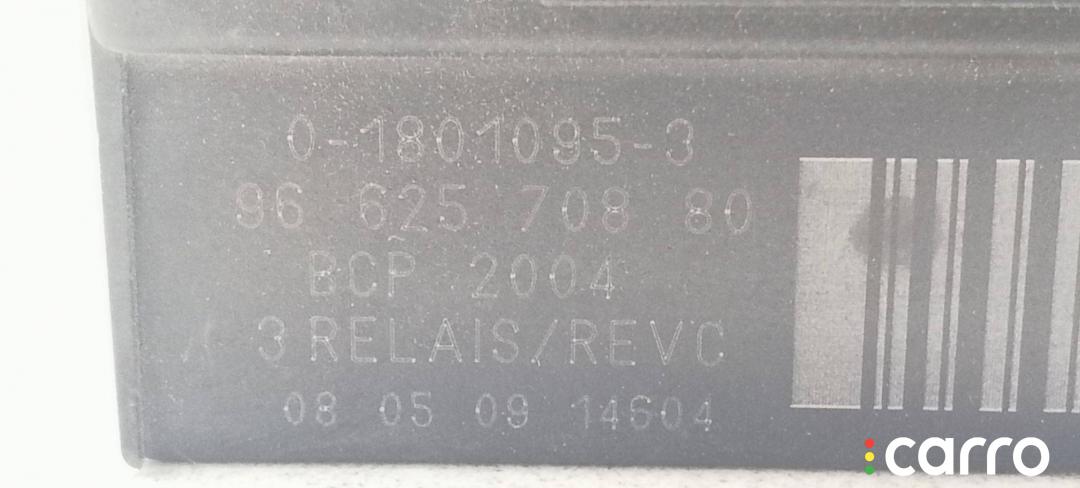 0-1801095-3
96 625 708 80
BCP 2004
3 RELAIS/REVC
08 05 09 14604
carro